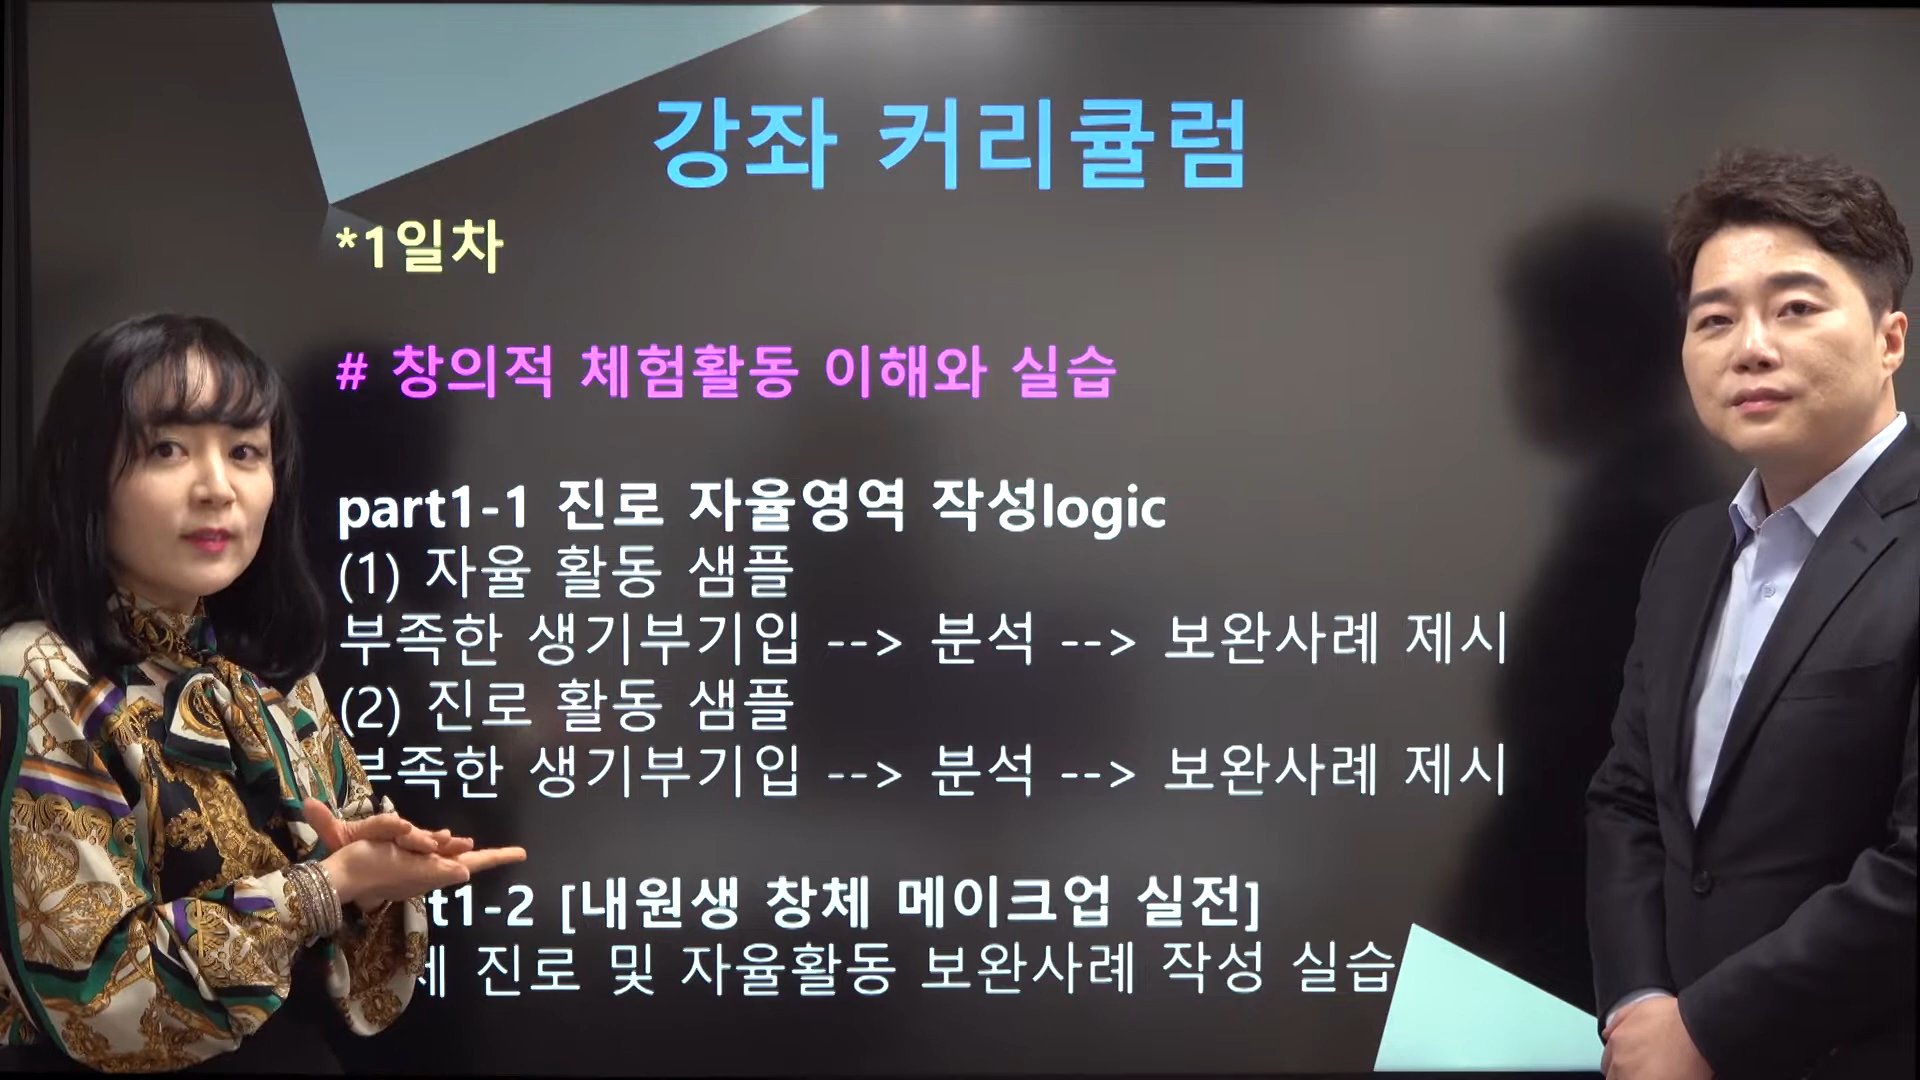 강좌 커리큘럼
*1일차
# 창의적 체험활동 이해와 실습
part1-1 진로 자율영역 작성logic
(1) 자율 활동 샘플
부족한 생기부기입 --> 분석 --> 보완사례 제시
(2) 진로 활동 샘플
부족한 생기부기입 --> 분석 --> 보완사례 제시
t1-2 [내원생 창체 메이크업 실전]
진로 및 자율활동 보완사례 작성 실습